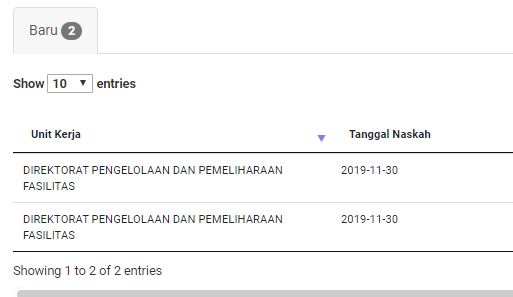 Baru 2
Show 10 entries
Unit Kerja Tanggal Naskah
DIREKTORAT PENGELOLAAN DAN PEMELIHARAAN 2019-11-30
FASILITAS
DIREKTORAT PENGELOLAAN DAN PEMELIHARAAN 2019-11-30
FASILITAS
Showing 1 to 2 of 2 entries